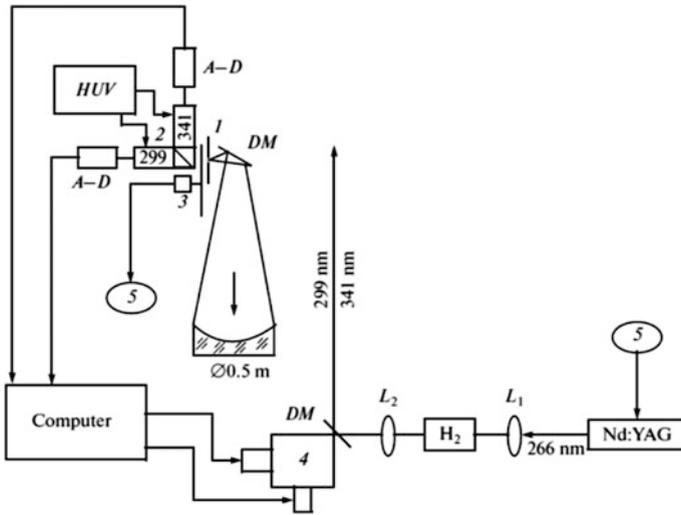 A–D
HUV
341
1
DM
2
299
A–D
3
5
299 nm
341 nm
Ø0.5 m
5
Computer
DM
4
L2
H2
L1
266 nm
Nd:YAG